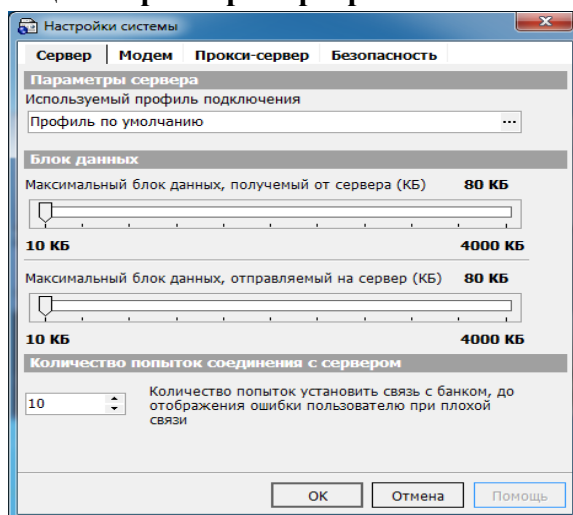 Настройки системы
Сервер Модем Прокси-сервер Безопасность
Параметры сервера
Используемый профиль подключения
Профиль по умолчанию ...
Блок данных
Максимальный блок данных, получемый от сервера (КБ) 80 КБ
10 КБ 4000 КБ
Максимальный блок данных, отправляемый на сервер (КБ) 80 КБ
10 КБ 4000 КБ
Количество попыток соединения с сервером
10
Количество попыток установить связь с банком, до
отображения ошибки пользователю при плохой
связи
OK Отмена Помощь